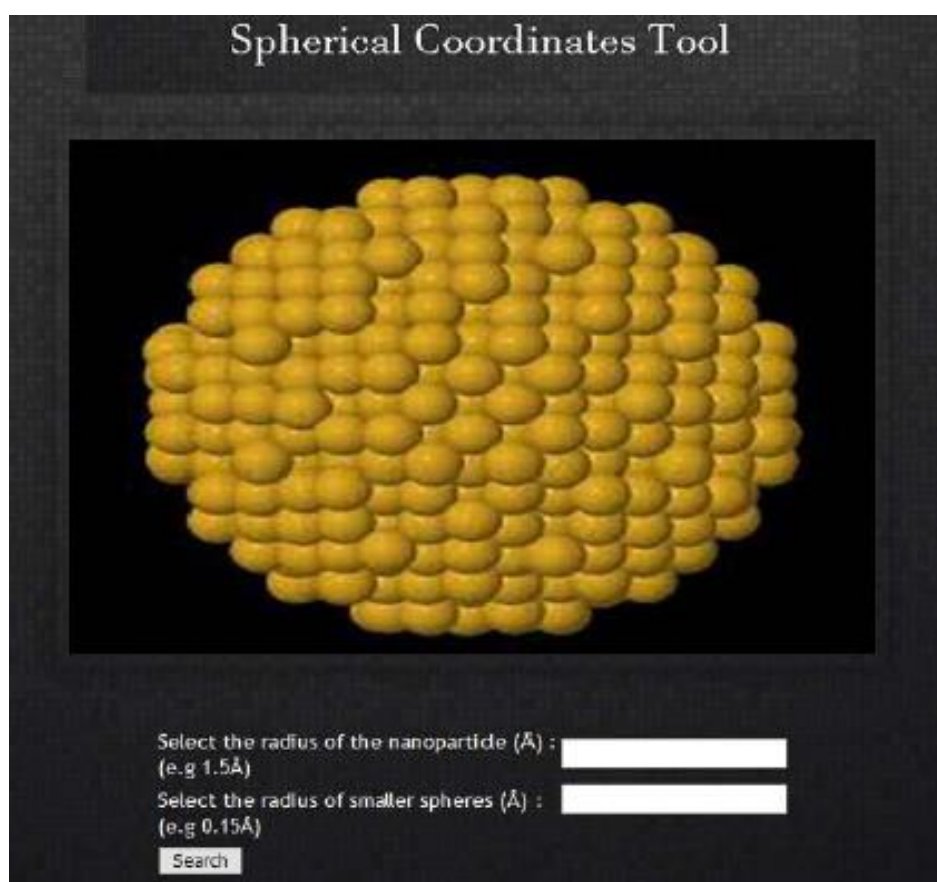 Spherical Coordinates Tool
Select the radius of the nanoparticle (Å) :
(e.g 1.5Å)
Select the radius of smaller spheres (Å) :
(e.g 0.15Å)
Search